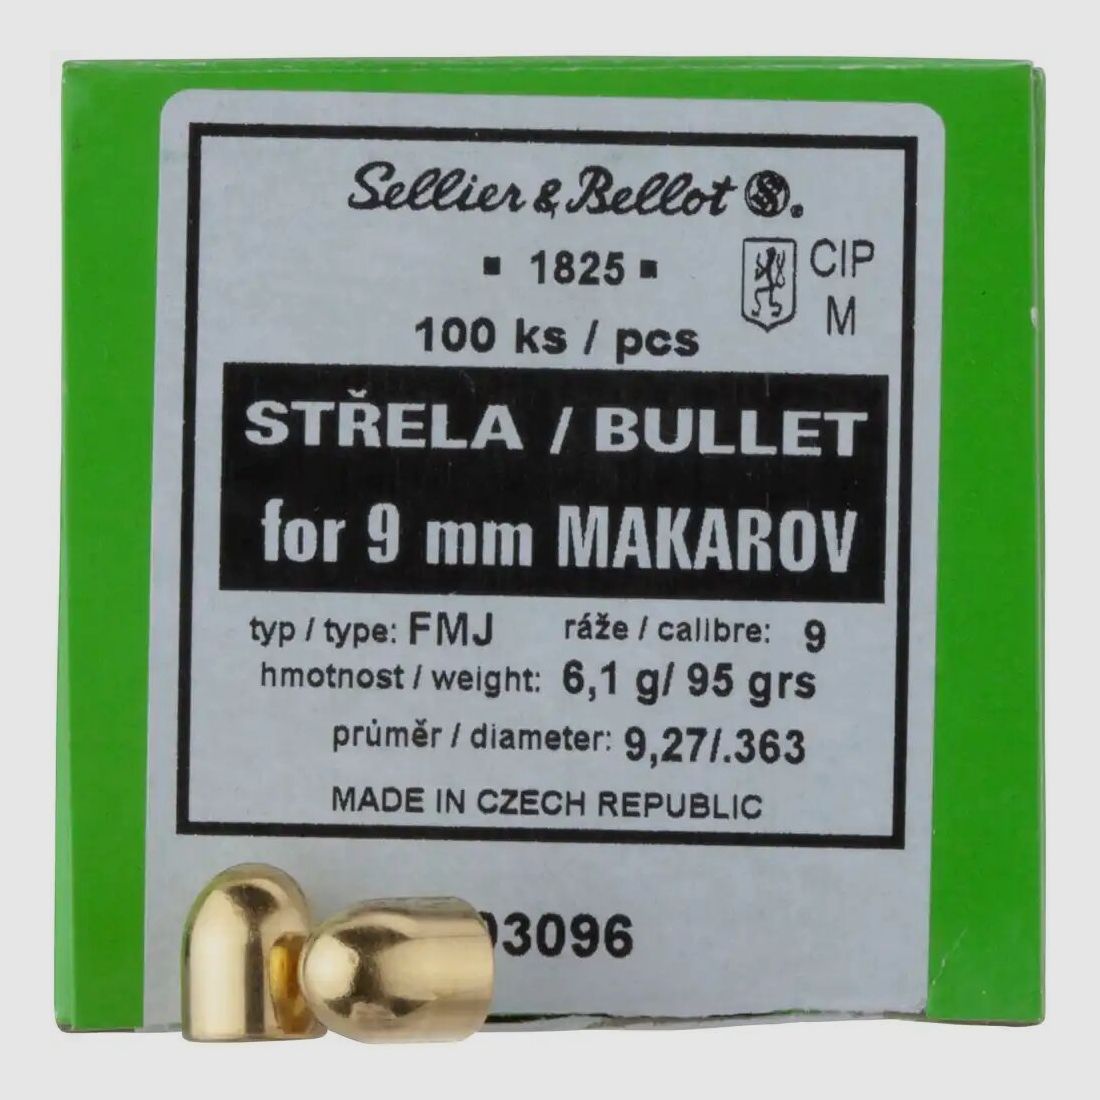 Sellier & Bellot S.
▪ 1825 ▪
CIP
M
100 ks / pcs
STŘELA / BULLET
for 9 mm MAKAROV
typ / type: FMJ ráže / calibre: 9
hmotnost / weight: 6,1 g/ 95 grs
průměr / diameter: 9,27/.363
MADE IN CZECH REPUBLIC
3096